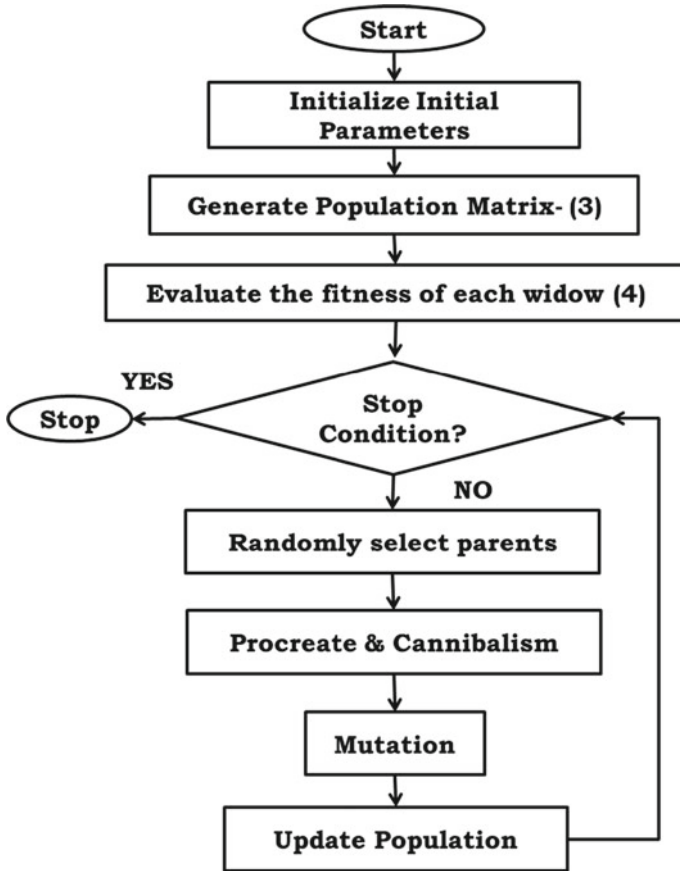 Start
Initialize Initial
Parameters
Generate Population Matrix- (3)
Evaluate the fitness of each widow (4)
YES
Stop
Stop
Condition?
NO
Randomly select parents
Procreate & Cannibalism
Mutation
Update Population